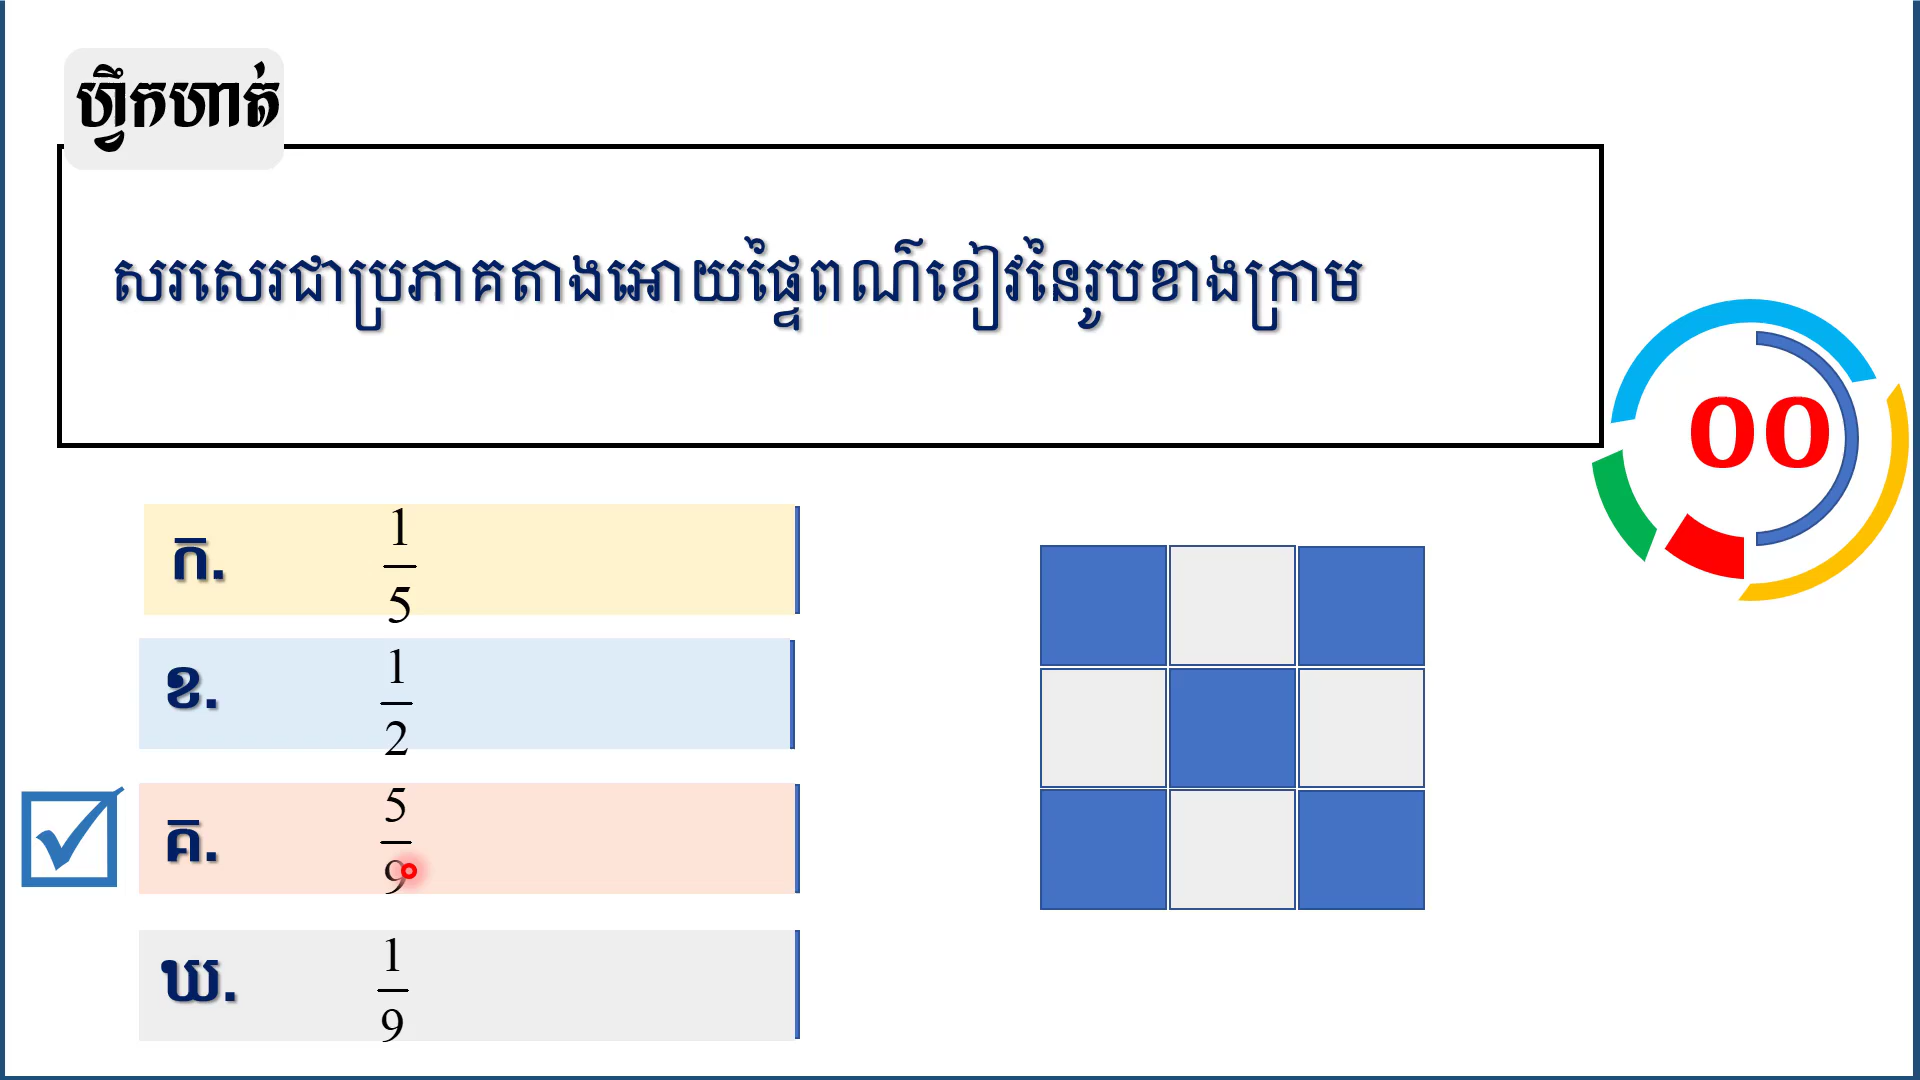 ហ្វឹកហាត់
សរសេរជាប្រភាគតាងអោយផ្ទៃពណ៌ខៀវនៃរូបខាងក្រាម
00
ក. 1/5
ខ. 1/2
គ. 5/9
ឃ. 1/9